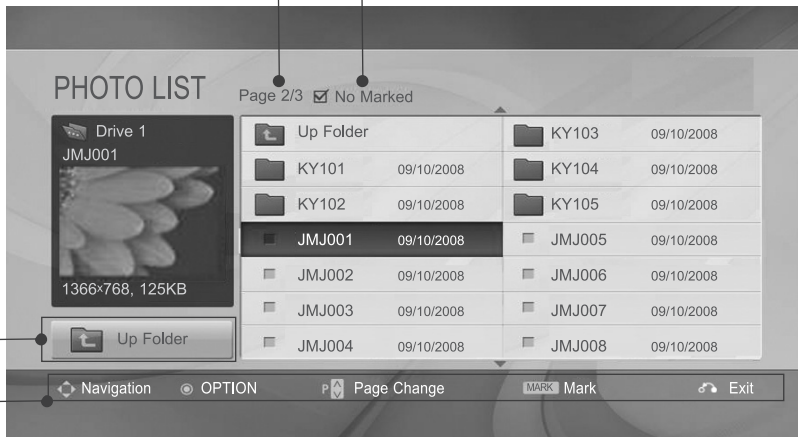 PHOTO LIST
Page 2/3 No Marked
Drive 1
JMJ001
1366x768, 125KB
Up Folder
Up Folder
KY101 09/10/2008
KY102 09/10/2008
JMJ001 09/10/2008
JMJ002 09/10/2008
JMJ003 09/10/2008
JMJ004 09/10/2008
KY103 09/10/2008
KY104 09/10/2008
KY105 09/10/2008
JMJ005 09/10/2008
JMJ006 09/10/2008
JMJ007 09/10/2008
JMJ008 09/10/2008
Navigation OPTION P Page Change MARK Mark Exit